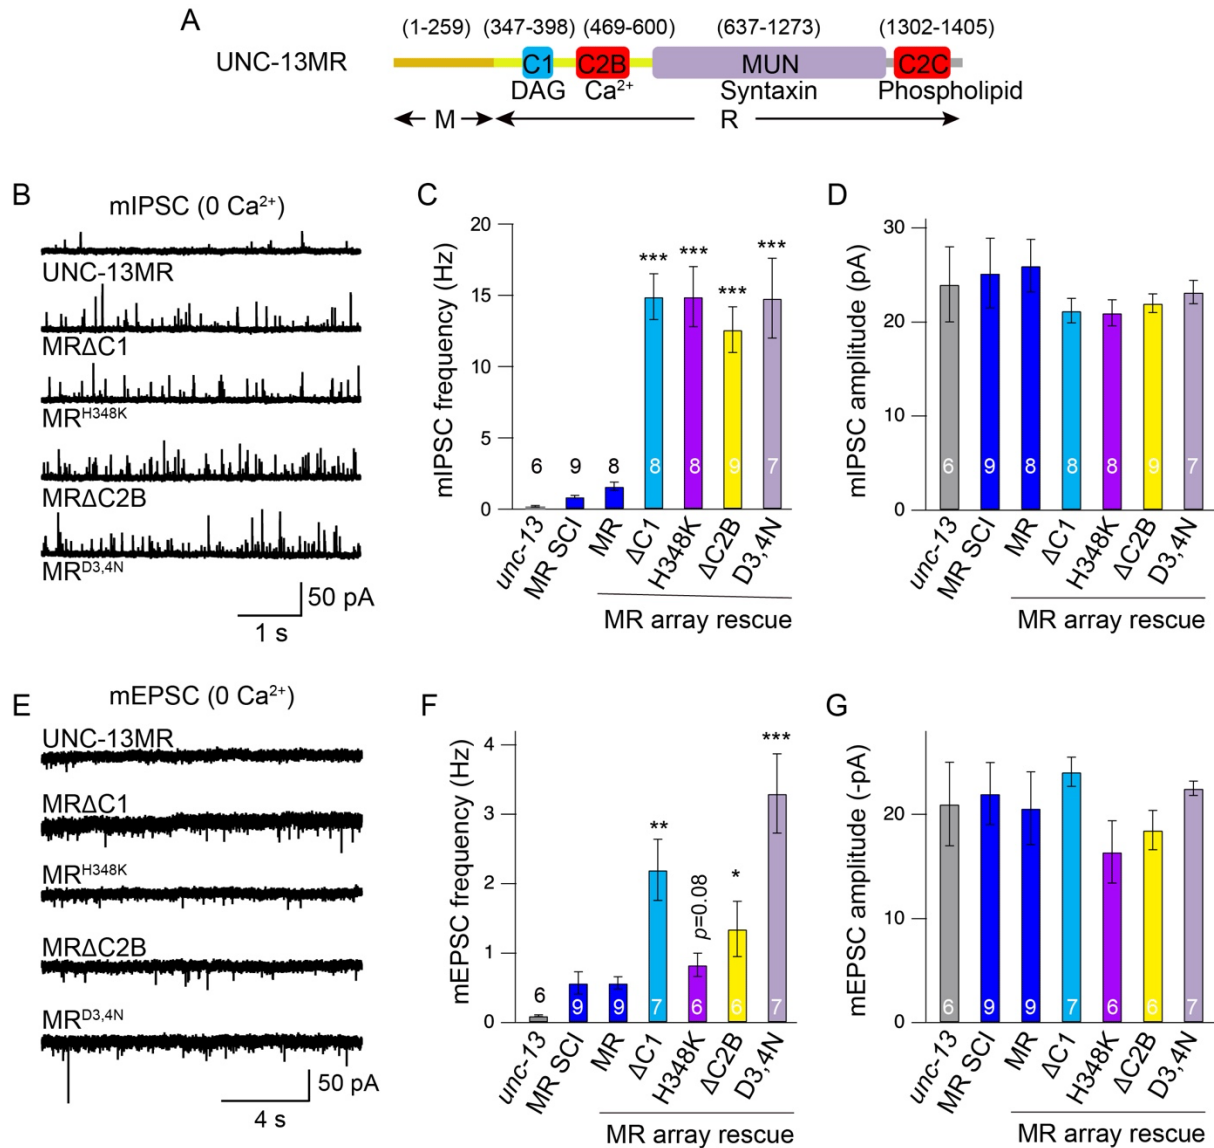 A
(1-259) (347-398) (469-600) (637-1273) (1302-1405)
UNC-13MR
C1 C2B MUN C2C
DAG Ca²⁺ Syntaxin Phospholipid
M R
B
mIPSC (0 Ca²⁺)
UNC-13MR
MRΔC1
MR^H348K
MRΔC2B
MR^D3,4N
50 pA
1 s
C
mIPSC frequency (Hz)
20
15
10
5
0
6 9 8 8 8 9 7
*** *** *** ***
unc-13 MR SCI MR ΔC1 H348K ΔC2B D3,4N
MR array rescue
D
mIPSC amplitude (pA)
30
20
10
0
6 9 8 8 8 9 7
unc-13 MR SCI MR ΔC1 H348K ΔC2B D3,4N
MR array rescue
E
mEPSC (0 Ca²⁺)
UNC-13MR
MRΔC1
MR^H348K
MRΔC2B
MR^D3,4N
50 pA
4 s
F
mEPSC frequency (Hz)
4
3
2
1
0
6 9 9 7 6 6 7
** p=0.08 * ***
unc-13 MR SCI MR ΔC1 H348K ΔC2B D3,4N
MR array rescue
G
mEPSC amplitude (-pA)
20
10
0
6 9 9 7 6 6 7
unc-13 MR SCI MR ΔC1 H348K ΔC2B D3,4N
MR array rescue